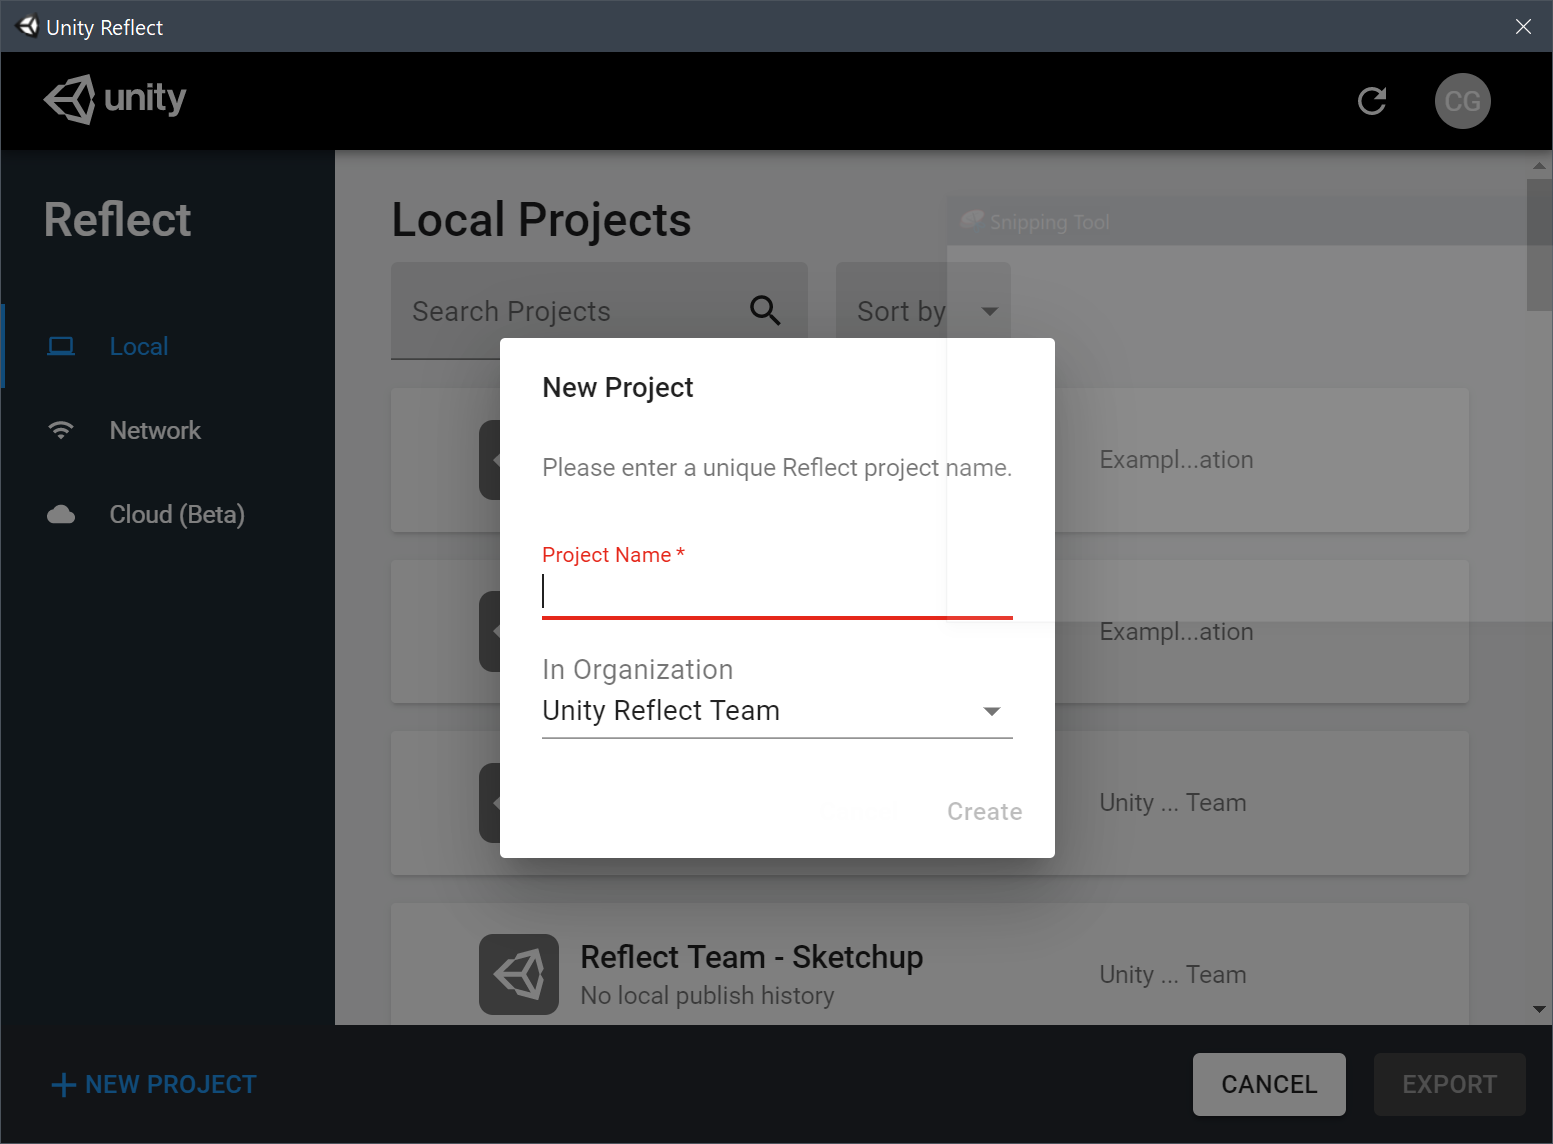 Unity Reflect
unity
CG
Reflect
Local
Network
Cloud (Beta)
Local Projects
Snipping Tool
Search Projects
Sort by
New Project
Please enter a unique Reflect project name.
Project Name *
In Organization
Unity Reflect Team
Create
Exampl...ation
Exampl...ation
Unity ... Team
Reflect Team - Sketchup
No local publish history
Unity ... Team
NEW PROJECT
CANCEL
EXPORT